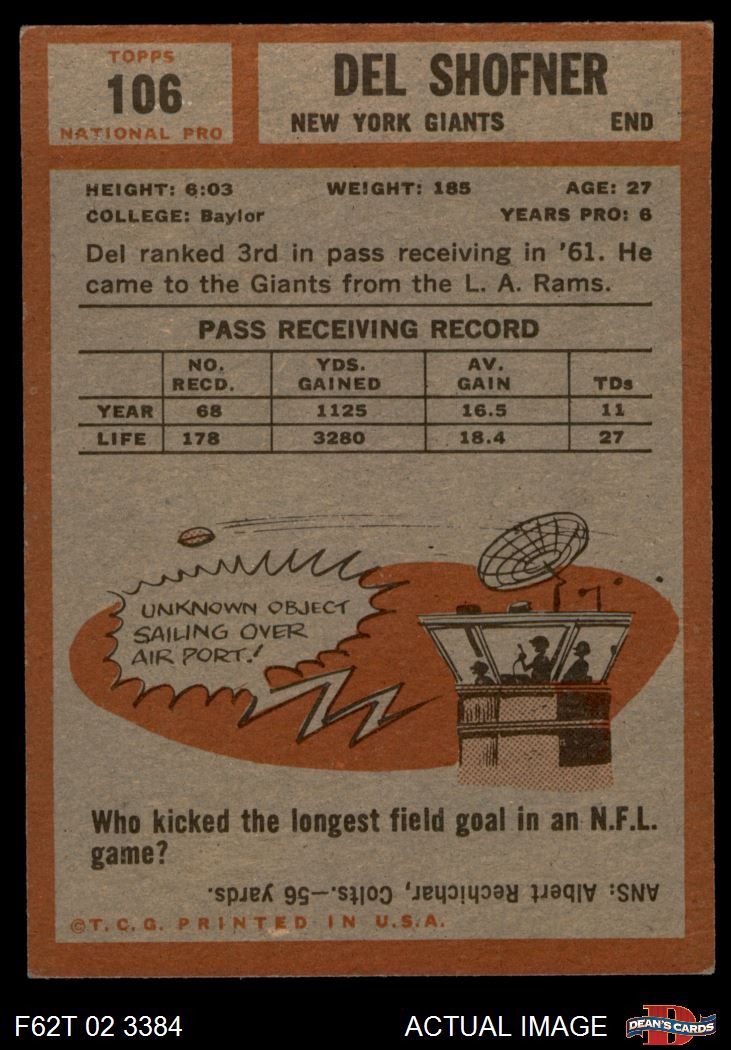 TOPPS
106
NATIONAL PRO
DEL SHOFNER
NEW YORK GIANTS END
HEIGHT: 6:03 WEIGHT: 185 AGE: 27
COLLEGE: Baylor YEARS PRO: 6
Del ranked 3rd in pass receiving in '61. He
came to the Giants from the L. A. Rams.
PASS RECEIVING RECORD
NO. RECD. YDS. GAINED AV. GAIN TDs
YEAR 68 1125 16.5 11
LIFE 178 3280 18.4 27
UNKNOWN OBJECT
SAILING OVER
AIR PORT!
Who kicked the longest field goal in an N.F.L.
game?
ANS: Albert Rechichar, Colts.—56 yards.
©T. C. G. PRINTED IN U.S.A.
F62T 02 3384 ACTUAL IMAGE
D
DEAN'S CARDS